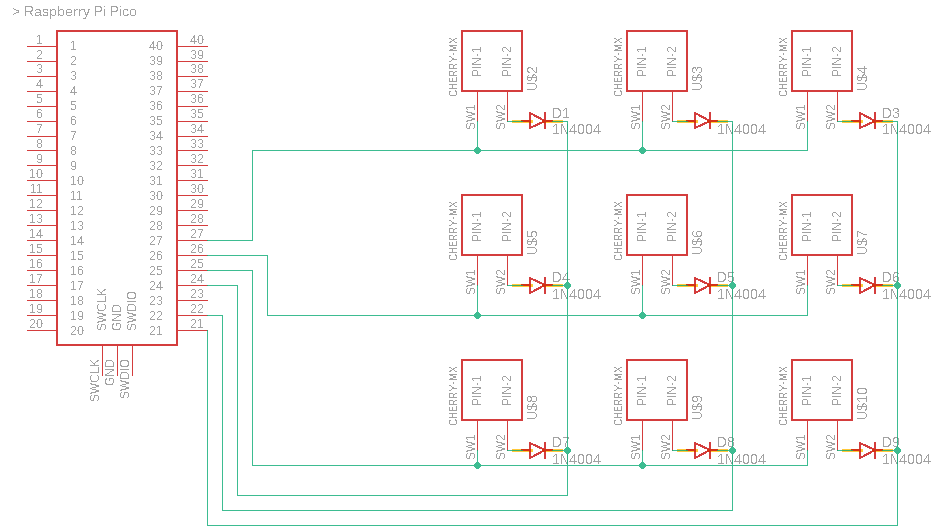 > Raspberry Pi Pico
1 1 40 40
2 2 39 39
3 3 38 38
4 4 37 37
5 5 36 36
6 6 35 35
7 7 34 34
8 8 33 33
9 9 32 32
10 10 31 31
11 11 30 30
12 12 29 29
13 13 28 28
14 14 27 27
15 15 26 26
16 16 25 25
17 17 24 24
18 18 23 23
19 19 22 22
20 20 21 21
SWCLK GND SWDIO
SWCLK GND SWDIO
CHERRY-MX PIN-1 PIN-2 U$2
SW1 SW2 D1
1N4004
CHERRY-MX PIN-1 PIN-2 U$3
SW1 SW2
1N4004
CHERRY-MX PIN-1 PIN-2 U$4
SW1 SW2 D3
1N4004
CHERRY-MX PIN-1 PIN-2 U$5
SW1 SW2 D4
1N4004
CHERRY-MX PIN-1 PIN-2 U$6
SW1 SW2 D5
1N4004
CHERRY-MX PIN-1 PIN-2 U$7
SW1 SW2 D6
1N4004
CHERRY-MX PIN-1 PIN-2 U$8
SW1 SW2 D7
1N4004
CHERRY-MX PIN-1 PIN-2 U$9
SW1 SW2 D8
1N4004
CHERRY-MX PIN-1 PIN-2 U$10
SW1 SW2 D9
1N4004